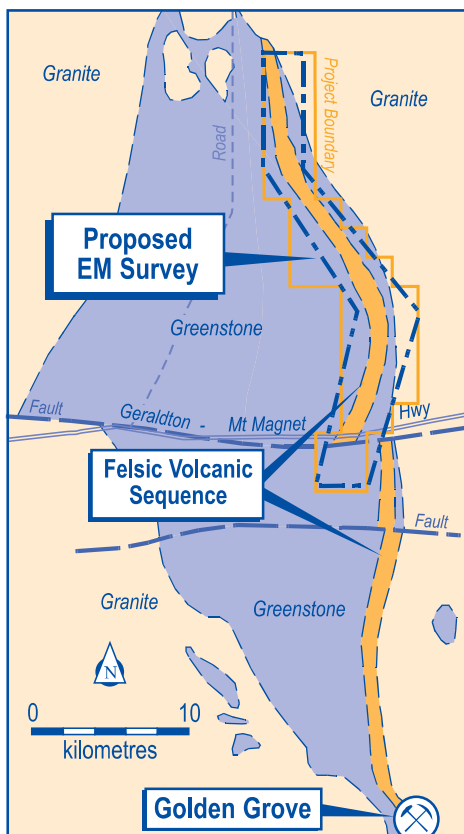 Granite
Granite
Project Boundary
Road
Proposed
EM Survey
Greenstone
Fault
Geraldton - Mt Magnet Hwy
Felsic Volcanic
Sequence
Fault
Granite
Greenstone
N
0 10
kilometres
Golden Grove